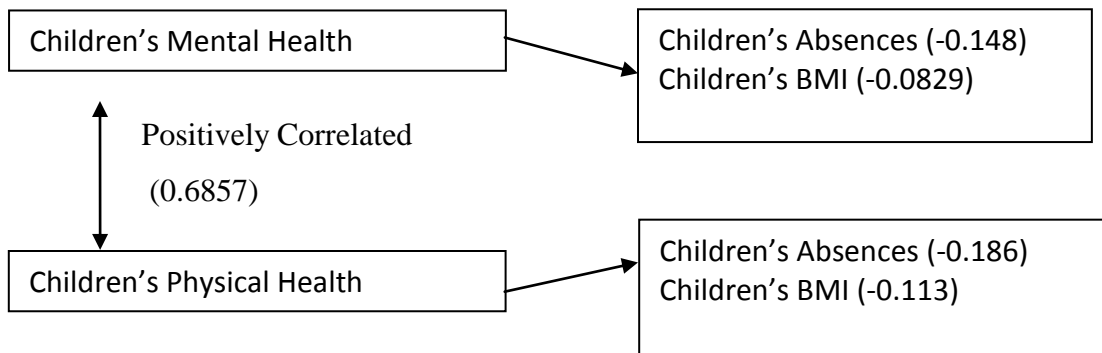 Children’s Mental Health
Children’s Absences (-0.148)
Children’s BMI (-0.0829)
Positively Correlated
(0.6857)
Children’s Physical Health
Children’s Absences (-0.186)
Children’s BMI (-0.113)